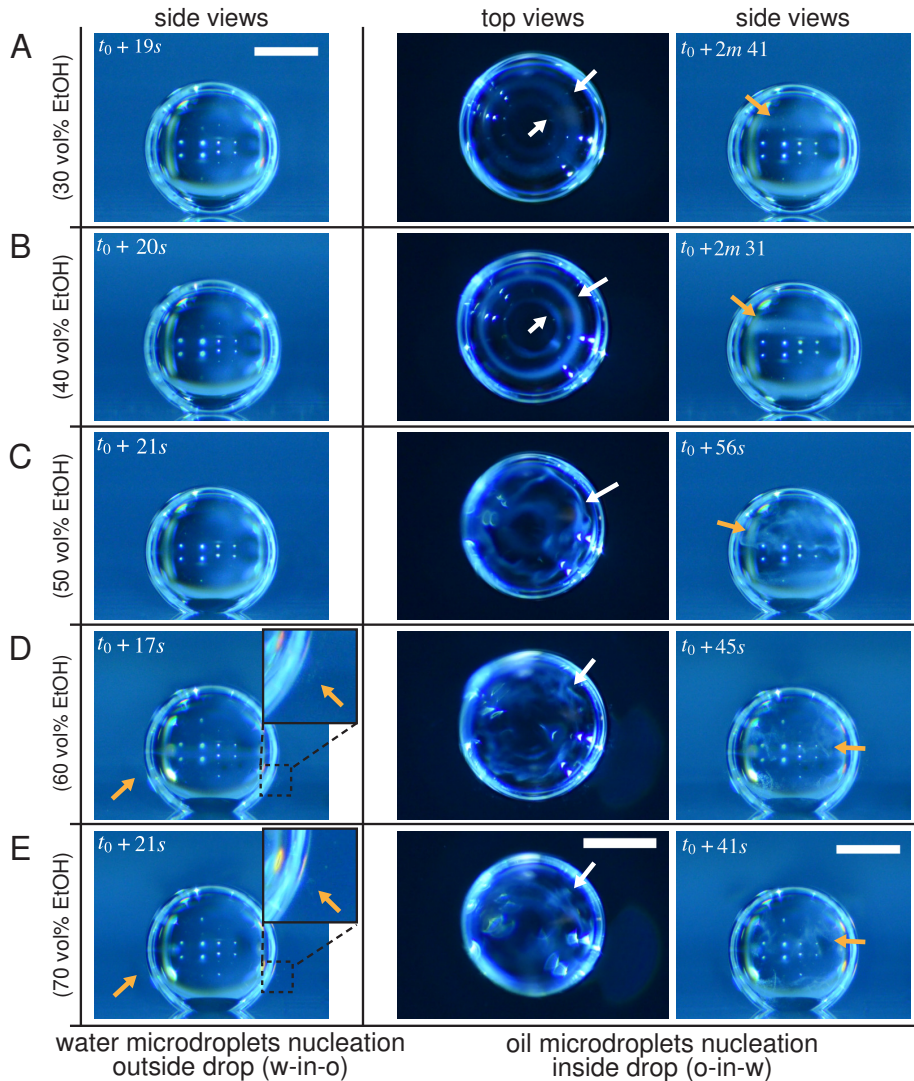 side views
top views
side views
A
(30 vol% EtOH)
t₀ + 19s
t₀ + 2m 41
B
(40 vol% EtOH)
t₀ + 20s
t₀ + 2m 31
C
(50 vol% EtOH)
t₀ + 21s
t₀ + 56s
D
(60 vol% EtOH)
t₀ + 17s
t₀ + 45s
E
(70 vol% EtOH)
t₀ + 21s
t₀ + 41s
water microdroplets nucleation
outside drop (w-in-o)
oil microdroplets nucleation
inside drop (o-in-w)